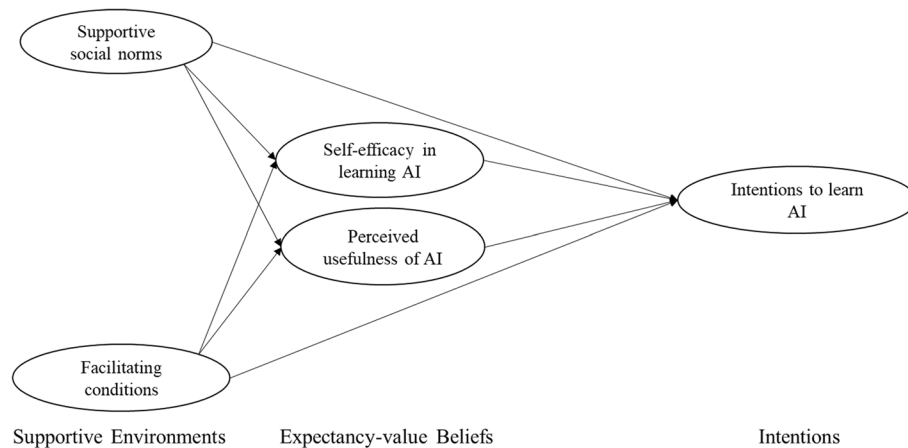 Supportive
social norms
Self-efficacy in
learning AI
Intentions to learn
AI
Perceived
usefulness of AI
Facilitating
conditions
Supportive Environments
Expectancy-value Beliefs
Intentions